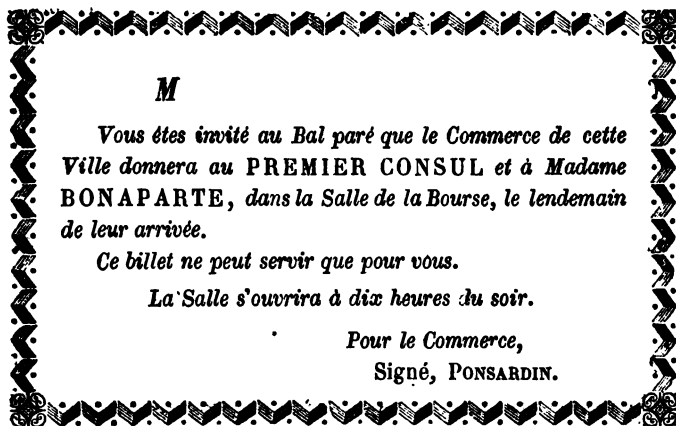 M
Vous êtes invité au Bal paré que le Commerce de cette
Ville donnera au PREMIER CONSUL et à Madame
BONAPARTE, dans la Salle de la Bourse, le lendemain
de leur arrivée.
Ce billet ne peut servir que pour vous.
La Salle s'ouvrira à dix heures du soir.
Pour le Commerce,
Signé, PONSARDIN.